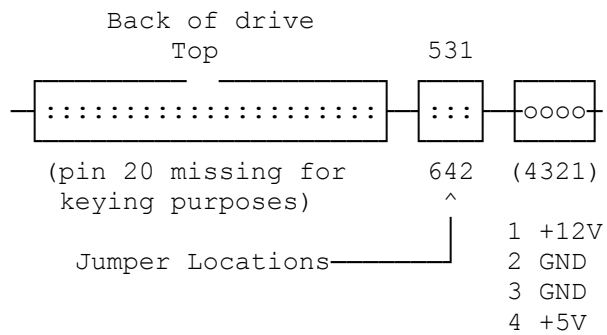 Back of drive
Top 531
:::::::::::::::::::: ::: oooo
(pin 20 missing for 642 (4321)
keying purposes) ^
1 +12V
Jumper Locations 2 GND
3 GND
4 +5V